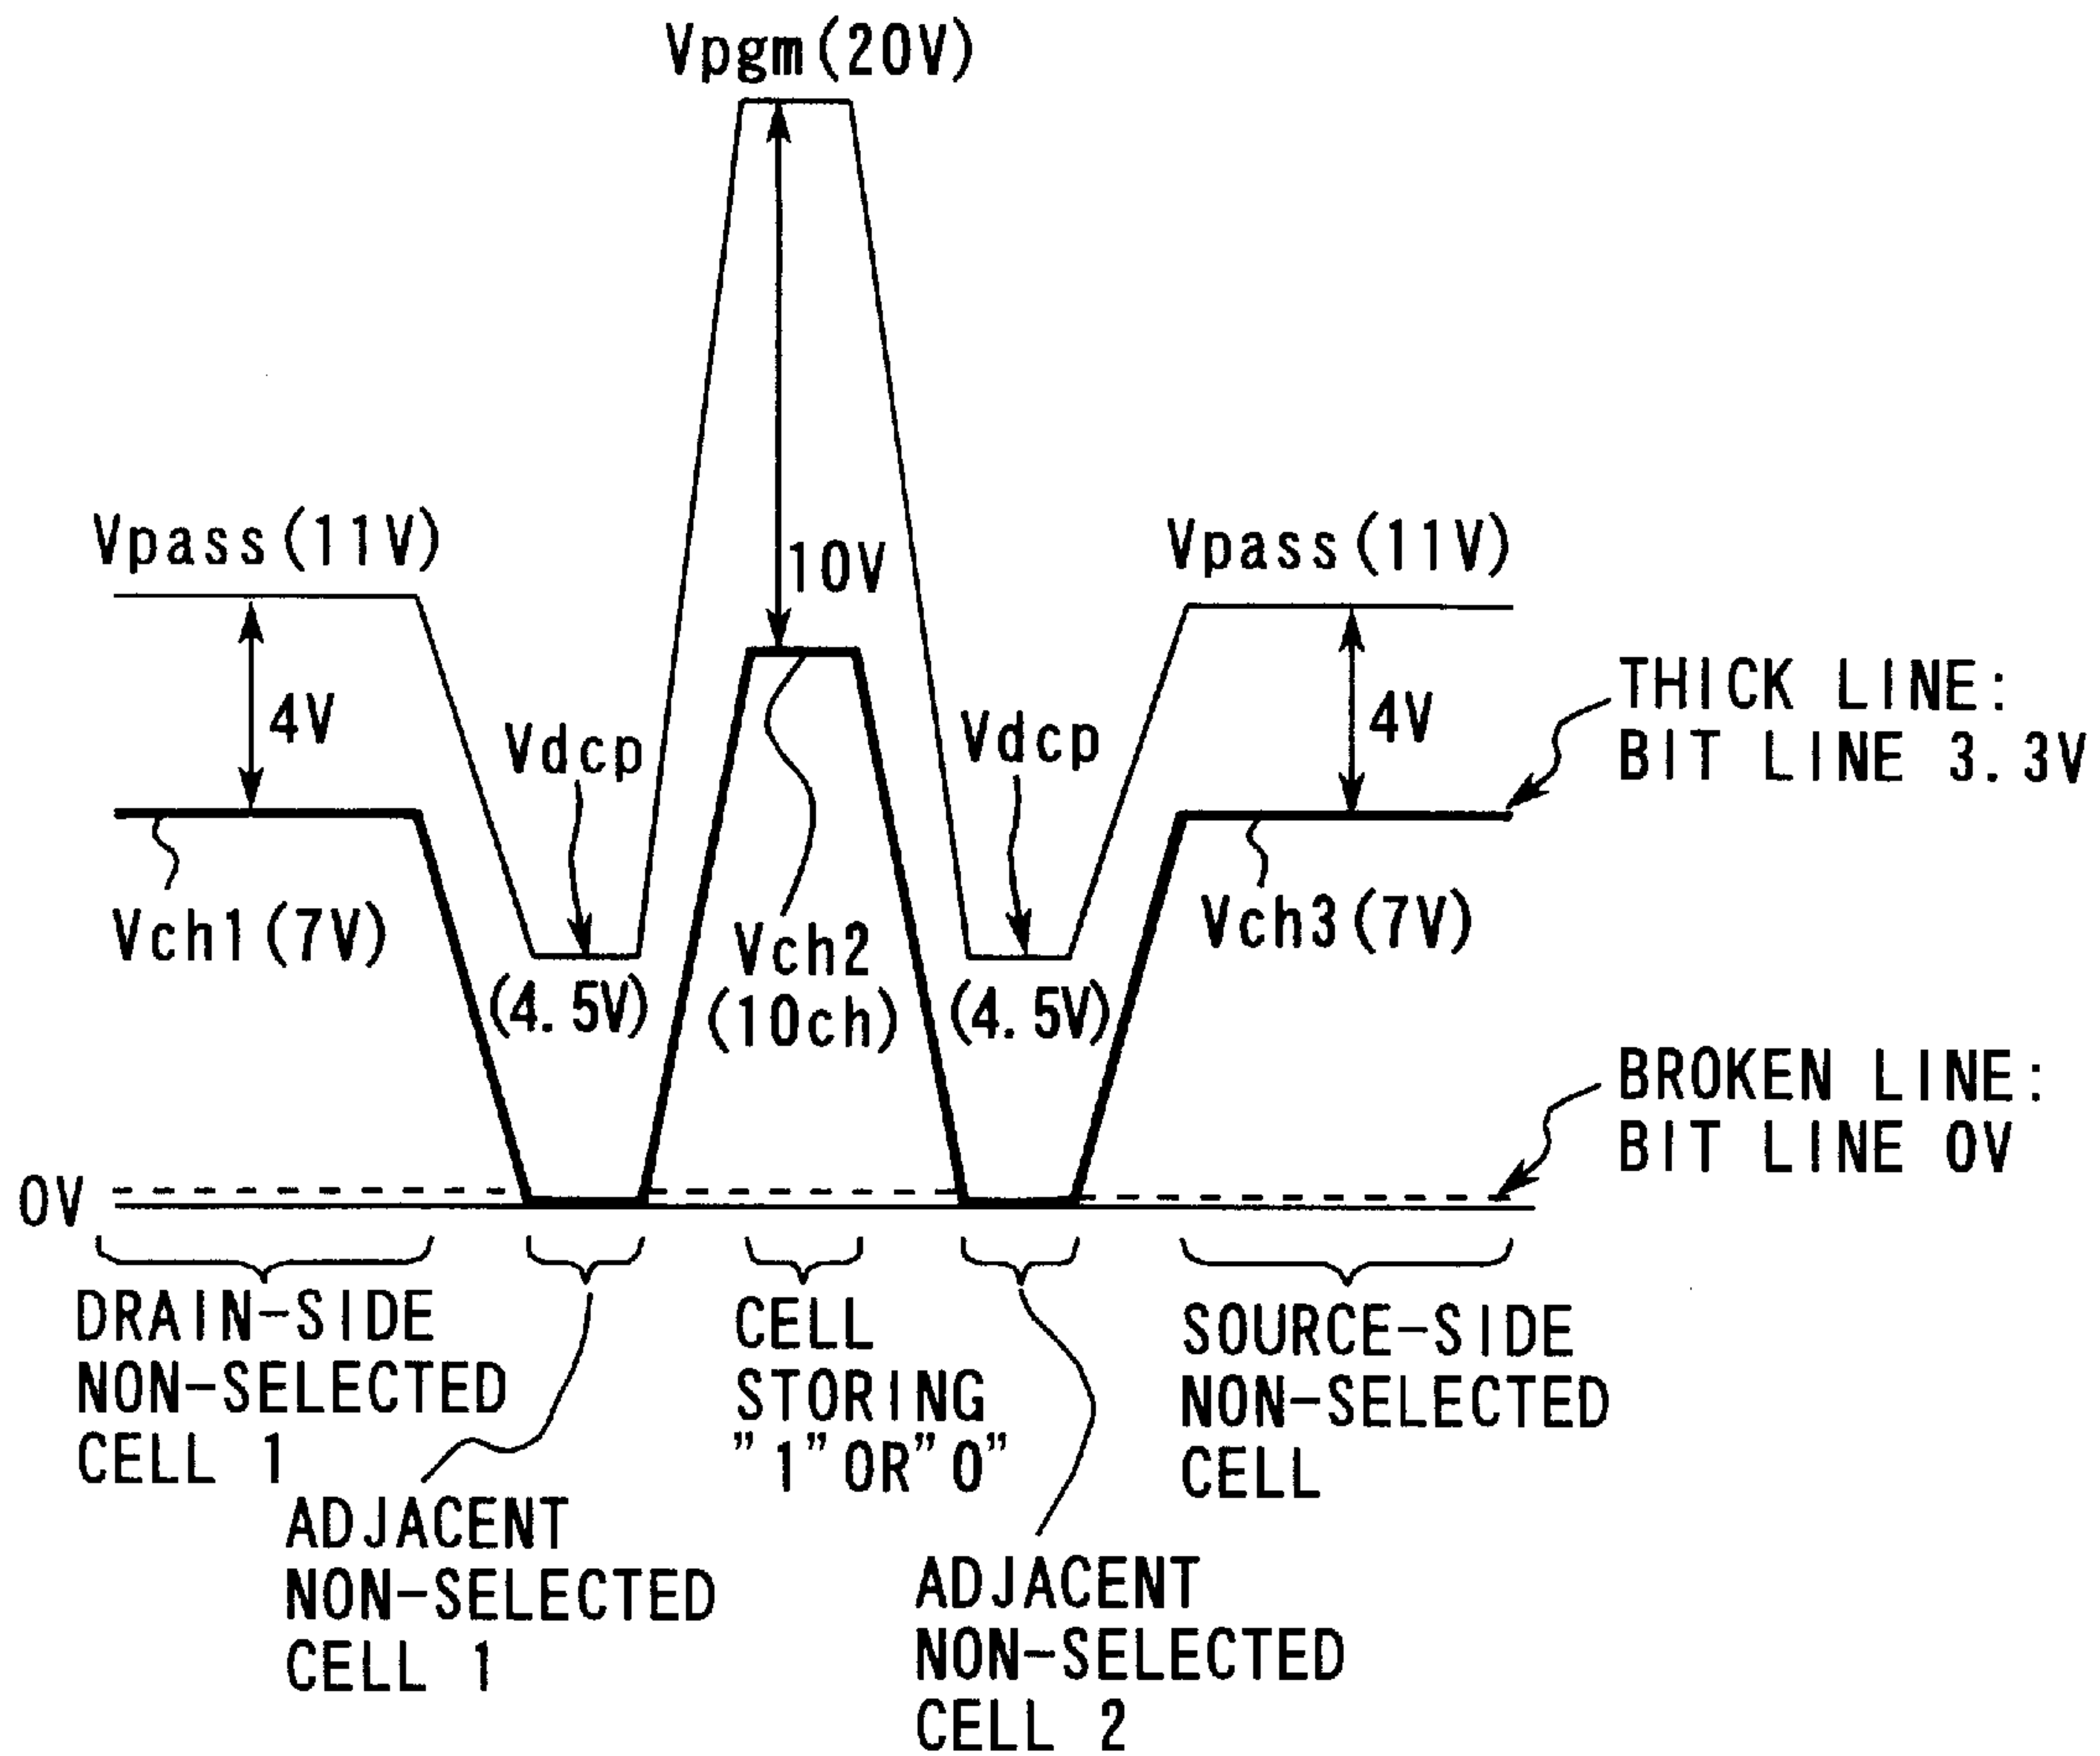 Vpgm(20V)
Vpass(11V)
10V
Vpass(11V)
4V
Vdcp
Vdcp
4V
THICK LINE:
BIT LINE 3.3V
Vch1(7V)
(4.5V)
Vch2
(10ch)
(4.5V)
Vch3(7V)
BROKEN LINE:
BIT LINE 0V
0V
DRAIN-SIDE
NON-SELECTED
CELL 1
ADJACENT
NON-SELECTED
CELL 1
CELL
STORING
"1"OR"0"
ADJACENT
NON-SELECTED
CELL 2
SOURCE-SIDE
NON-SELECTED
CELL